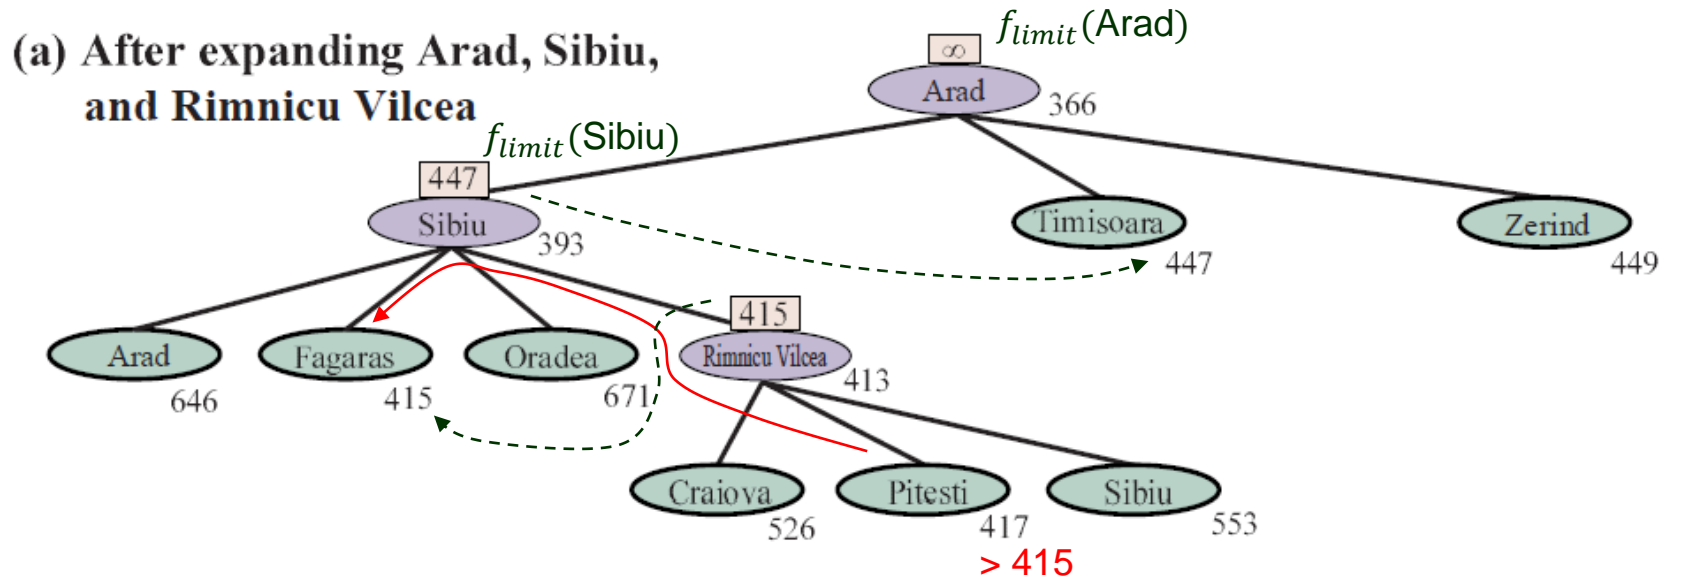 (a) After expanding Arad, Sibiu,
and Rimnicu Vilcea
f_limit(Arad)
∞
Arad
366
f_limit(Sibiu)
447
Sibiu
393
Timisoara
447
Zerind
449
Arad
646
Fagaras
415
Oradea
671
415
Rimnicu Vilcea
413
Craiova
526
Pitesti
417
> 415
Sibiu
553